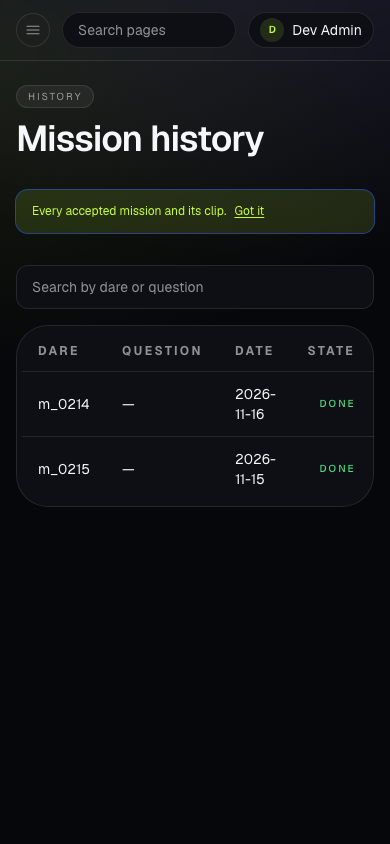 Search pages
D
Dev Admin
HISTORY
Mission history
Every accepted mission and its clip. Got it
Search by dare or question
DARE QUESTION DATE STATE
m_0214 — 2026-11-16 DONE
m_0215 — 2026-11-15 DONE